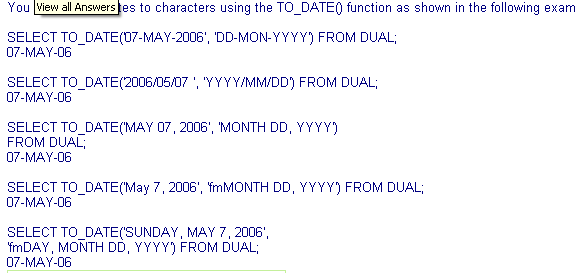 You View all Answers tes to characters using the TO_DATE() function as shown in the following exam
SELECT TO_DATE('07-MAY-2006', 'DD-MON-YYYY') FROM DUAL;
07-MAY-06
SELECT TO_DATE('2006/05/07 ', 'YYYY/MM/DD') FROM DUAL;
07-MAY-06
SELECT TO_DATE('MAY 07, 2006', 'MONTH DD, YYYY')
FROM DUAL;
07-MAY-06
SELECT TO_DATE('May 7, 2006', 'fmMONTH DD, YYYY') FROM DUAL;
07-MAY-06
SELECT TO_DATE('SUNDAY, MAY 7, 2006',
'fmDAY, MONTH DD, YYYY') FROM DUAL;
07-MAY-06